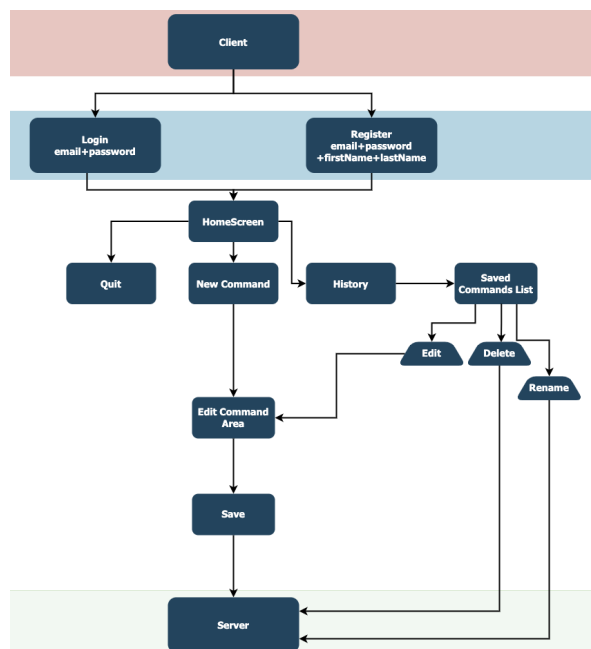 Client
Login
email+password
Register
email+password
+firstName+lastName
HomeScreen
Quit
New Command
History
Saved
Commands List
Edit
Delete
Rename
Edit Command
Area
Save
Server